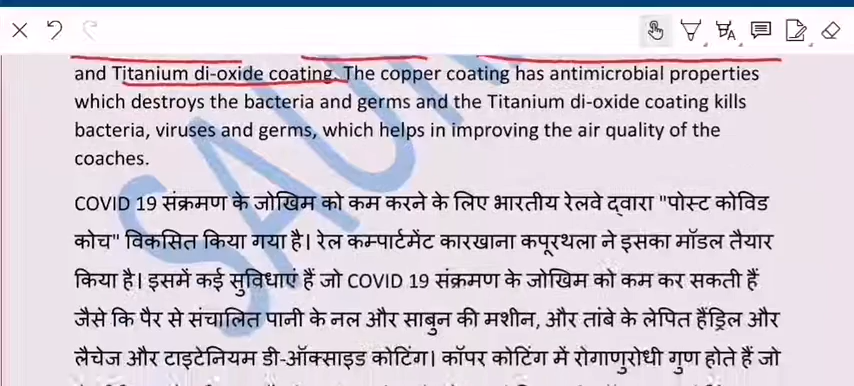 and Titanium di-oxide coating. The copper coating has antimicrobial properties
which destroys the bacteria and germs and the Titanium di-oxide coating kills
bacteria, viruses and germs, which helps in improving the air quality of the
coaches.
COVID 19 संक्रमण के जोखिम को कम करने के लिए भारतीय रेलवे द्वारा "पोस्ट कोविड
कोच" विकसित किया गया है। रेल कम्पार्टमेंट कारखाना कपूरथला ने इसका मॉडल तैयार
किया है। इसमें कई सुविधाएं हैं जो COVID 19 संक्रमण के जोखिम को कम कर सकती हैं
जैसे कि पैर से संचालित पानी के नल और साबुन की मशीन, और तांबे के लेपित हैंड्रिल और
लैचेज और टाइटेनियम डी-ऑक्साइड कोटिंग। कॉपर कोटिंग में रोगाणुरोधी गुण होते हैं जो